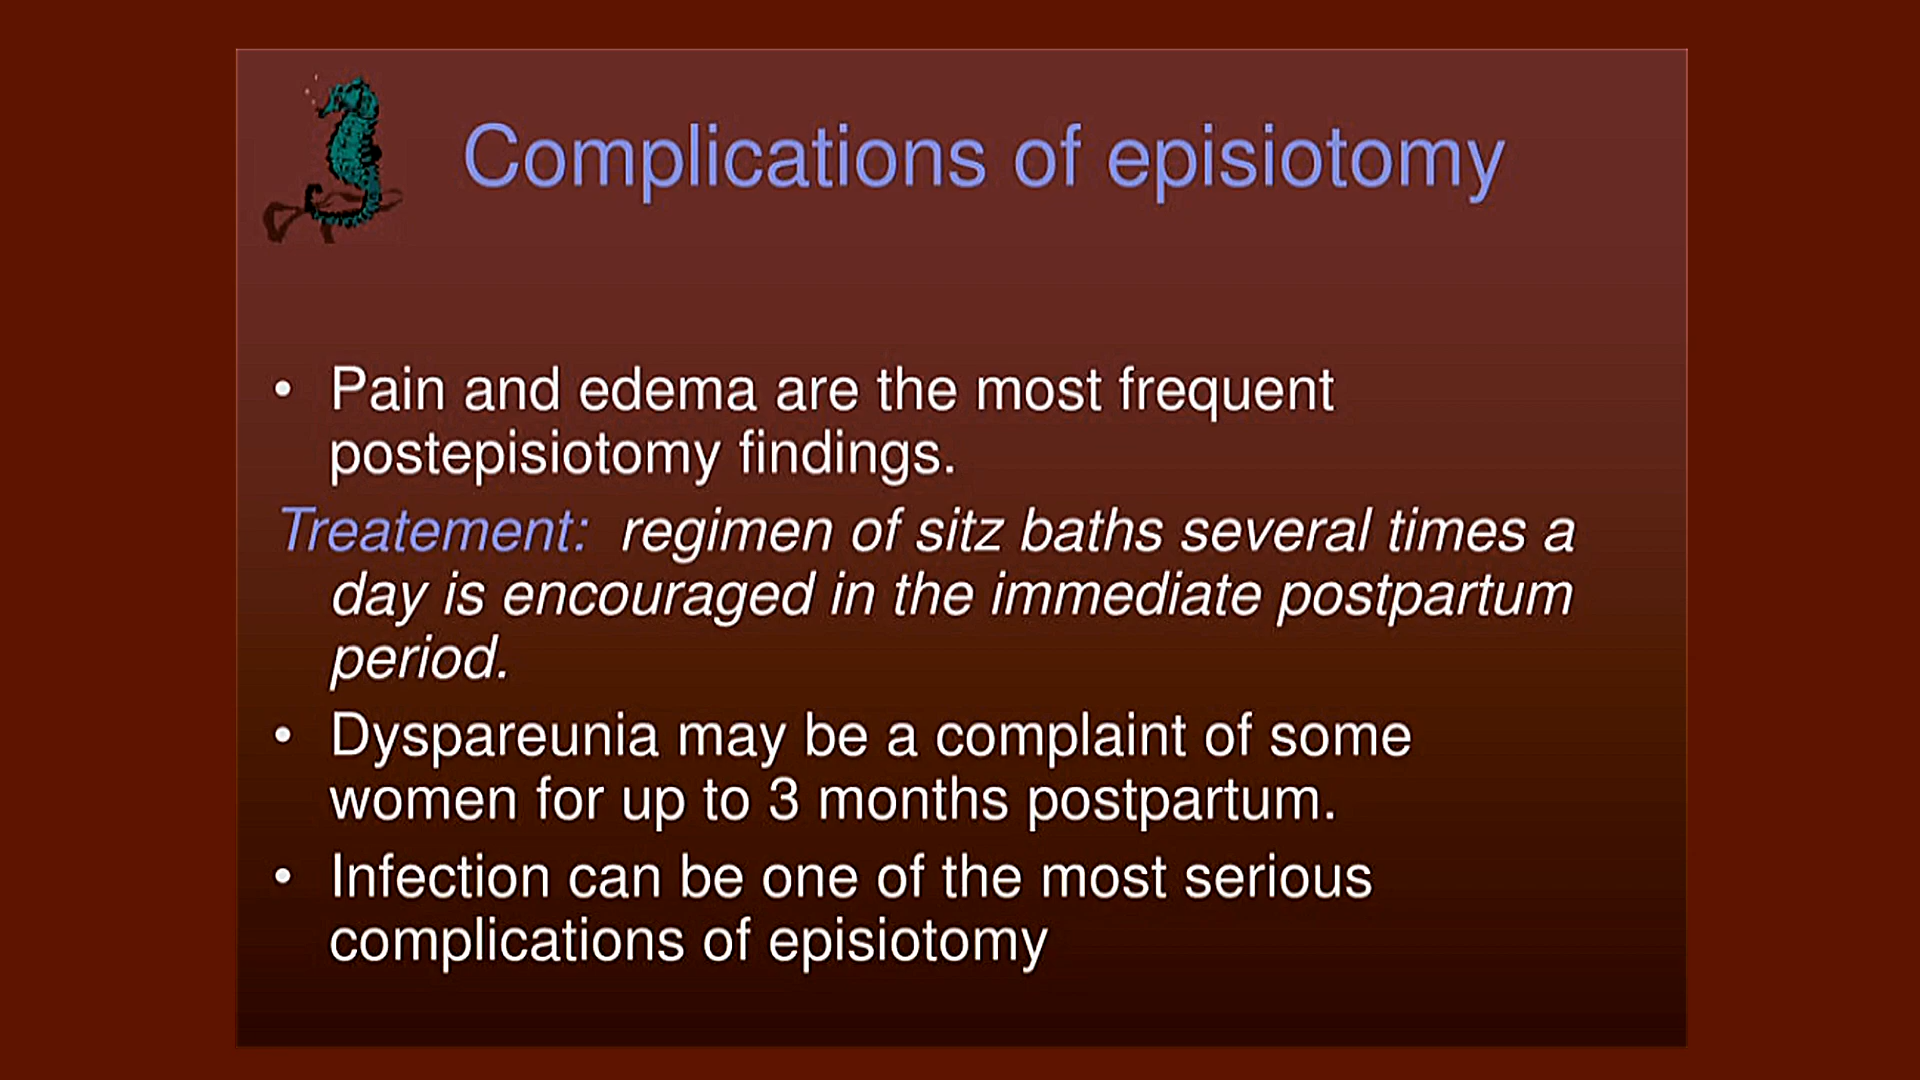 Complications of episiotomy
• Pain and edema are the most frequent
postepisiotomy findings.
Treatement: regimen of sitz baths several times a
day is encouraged in the immediate postpartum
period.
• Dyspareunia may be a complaint of some
women for up to 3 months postpartum.
• Infection can be one of the most serious
complications of episiotomy